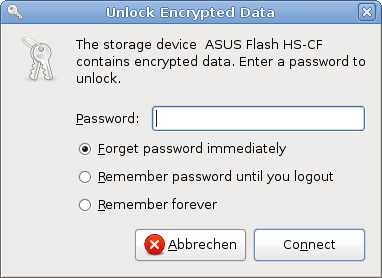 Unlock Encrypted Data
The storage device  ASUS Flash HS-CF
contains encrypted data. Enter a password to
unlock.
Password:
Forget password immediately
Remember password until you logout
Remember forever
Abbrechen
Connect